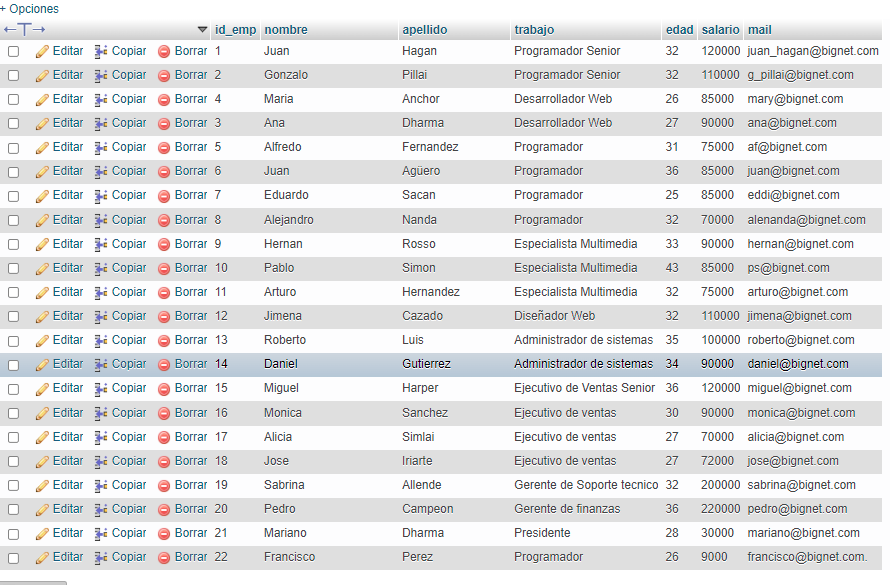 + Opciones
←T→ ▼ id_emp nombre apellido trabajo edad salario mail
Editar Copiar Borrar 1 Juan Hagan Programador Senior 32 120000 juan_hagan@bignet.com
Editar Copiar Borrar 2 Gonzalo Pillai Programador Senior 32 110000 g_pillai@bignet.com
Editar Copiar Borrar 4 Maria Anchor Desarrollador Web 26 85000 mary@bignet.com
Editar Copiar Borrar 3 Ana Dharma Desarrollador Web 27 90000 ana@bignet.com
Editar Copiar Borrar 5 Alfredo Fernandez Programador 31 75000 af@bignet.com
Editar Copiar Borrar 6 Juan Agüero Programador 36 85000 juan@bignet.com
Editar Copiar Borrar 7 Eduardo Sacan Programador 25 85000 eddi@bignet.com
Editar Copiar Borrar 8 Alejandro Nanda Programador 32 70000 alenanda@bignet.com
Editar Copiar Borrar 9 Hernan Rosso Especialista Multimedia 33 90000 hernan@bignet.com
Editar Copiar Borrar 10 Pablo Simon Especialista Multimedia 43 85000 ps@bignet.com
Editar Copiar Borrar 11 Arturo Hernandez Especialista Multimedia 32 75000 arturo@bignet.com
Editar Copiar Borrar 12 Jimena Cazado Diseñador Web 32 110000 jimena@bignet.com
Editar Copiar Borrar 13 Roberto Luis Administrador de sistemas 35 100000 roberto@bignet.com
Editar Copiar Borrar 14 Daniel Gutierrez Administrador de sistemas 34 90000 daniel@bignet.com
Editar Copiar Borrar 15 Miguel Harper Ejecutivo de Ventas Senior 36 120000 miguel@bignet.com
Editar Copiar Borrar 16 Monica Sanchez Ejecutivo de ventas 30 90000 monica@bignet.com
Editar Copiar Borrar 17 Alicia Simlai Ejecutivo de ventas 27 70000 alicia@bignet.com
Editar Copiar Borrar 18 Jose Iriarte Ejecutivo de ventas 27 72000 jose@bignet.com
Editar Copiar Borrar 19 Sabrina Allende Gerente de Soporte tecnico 32 200000 sabrina@bignet.com
Editar Copiar Borrar 20 Pedro Campeon Gerente de finanzas 36 220000 pedro@bignet.com
Editar Copiar Borrar 21 Mariano Dharma Presidente 28 30000 mariano@bignet.com
Editar Copiar Borrar 22 Francisco Perez Programador 26 9000 francisco@bignet.com.